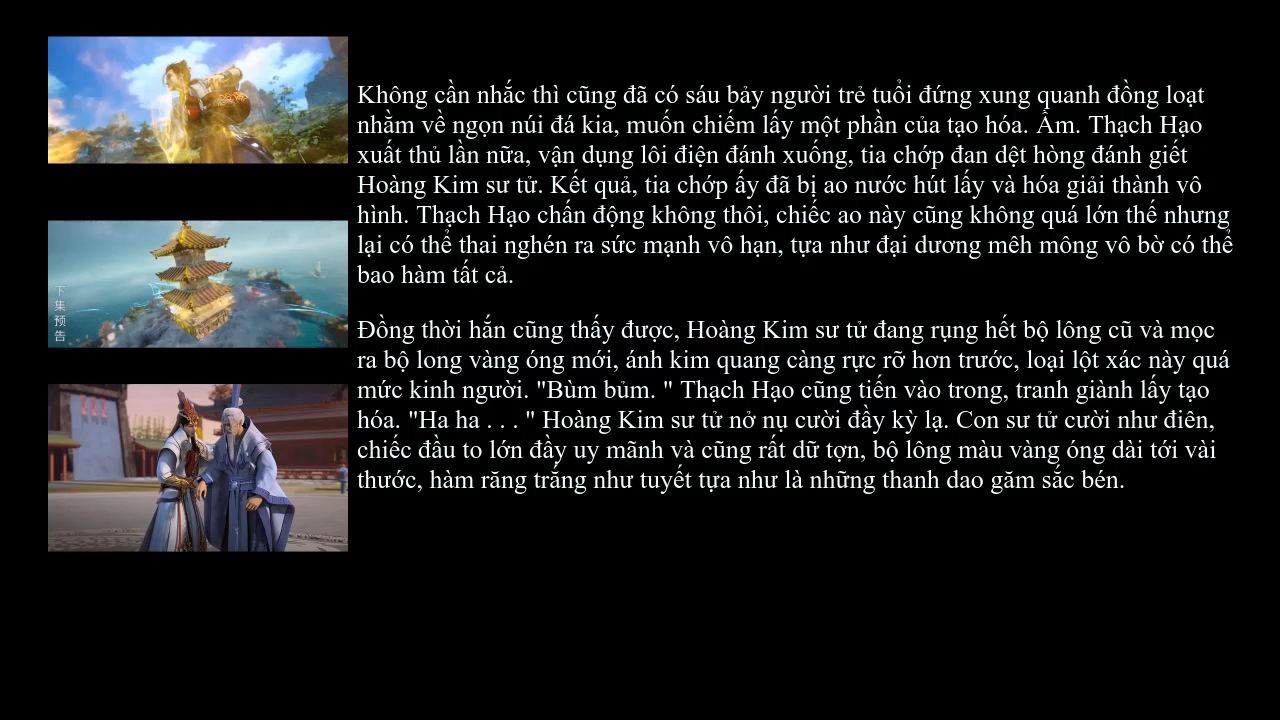 Không cần nhắc thì cũng đã có sáu bảy người trẻ tuổi đứng xung quanh đồng loạt
nhằm về ngọn núi đá kia, muốn chiếm lấy một phần của tạo hóa. Ầm. Thạch Hạo
xuất thủ lần nữa, vận dụng lôi điện đánh xuống, tia chớp đan dệt hòng đánh giết
Hoàng Kim sư tử. Kết quả, tia chớp ấy đã bị ao nước hút lấy và hóa giải thành vô
hình. Thạch Hạo chấn động không thôi, chiếc ao này cũng không quá lớn thế nhưng
lại có thể thai nghén ra sức mạnh vô hạn, tựa như đại dương mêh mông vô bờ có thể
bao hàm tất cả.
Đồng thời hắn cũng thấy được, Hoàng Kim sư tử đang rụng hết bộ lông cũ và mọc
ra bộ long vàng óng mới, ánh kim quang càng rực rỡ hơn trước, loại lột xác này quá
mức kinh người. "Bùm bủm. " Thạch Hạo cũng tiến vào trong, tranh giành lấy tạo
hóa. "Ha ha . . . " Hoàng Kim sư tử nở nụ cười đầy kỳ lạ. Con sư tử cười như điên,
chiếc đầu to lớn đầy uy mãnh và cũng rất dữ tợn, bộ lông màu vàng óng dài tới vài
thước, hàm răng trắng như tuyết tựa như là những thanh dao găm sắc bén.
下集预告